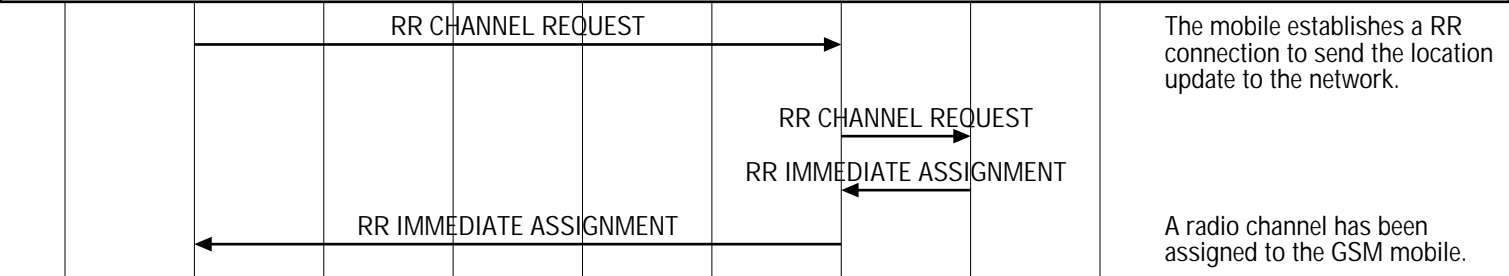 RR CHANNEL REQUEST
The mobile establishes a RR
connection to send the location
update to the network.
RR CHANNEL REQUEST
RR IMMEDIATE ASSIGNMENT
RR IMMEDIATE ASSIGNMENT
A radio channel has been
assigned to the GSM mobile.